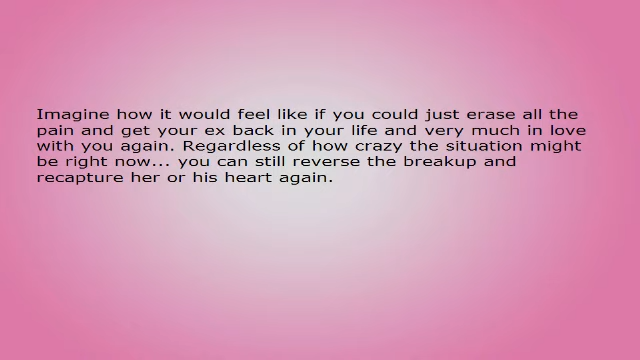 Imagine how it would feel like if you could just erase all the
pain and get your ex back in your life and very much in love
with you again. Regardless of how crazy the situation might
be right now... you can still reverse the breakup and
recapture her or his heart again.